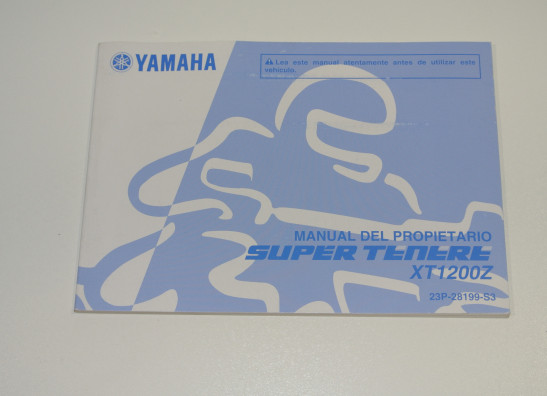 YAMAHA
Lea este manual atentamente antes de utilizar este
vehículo.
MANUAL DEL PROPIETARIO
SUPER TENERE
XT1200Z
23P-28199-S3